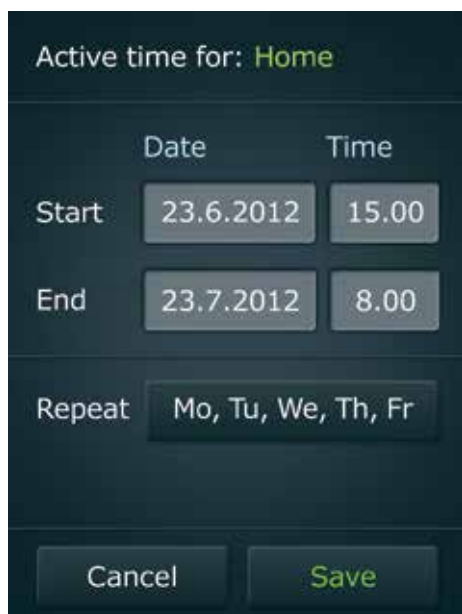 Active time for: Home
Date Time
Start 23.6.2012 15.00
End 23.7.2012 8.00
Repeat Mo, Tu, We, Th, Fr
Cancel Save